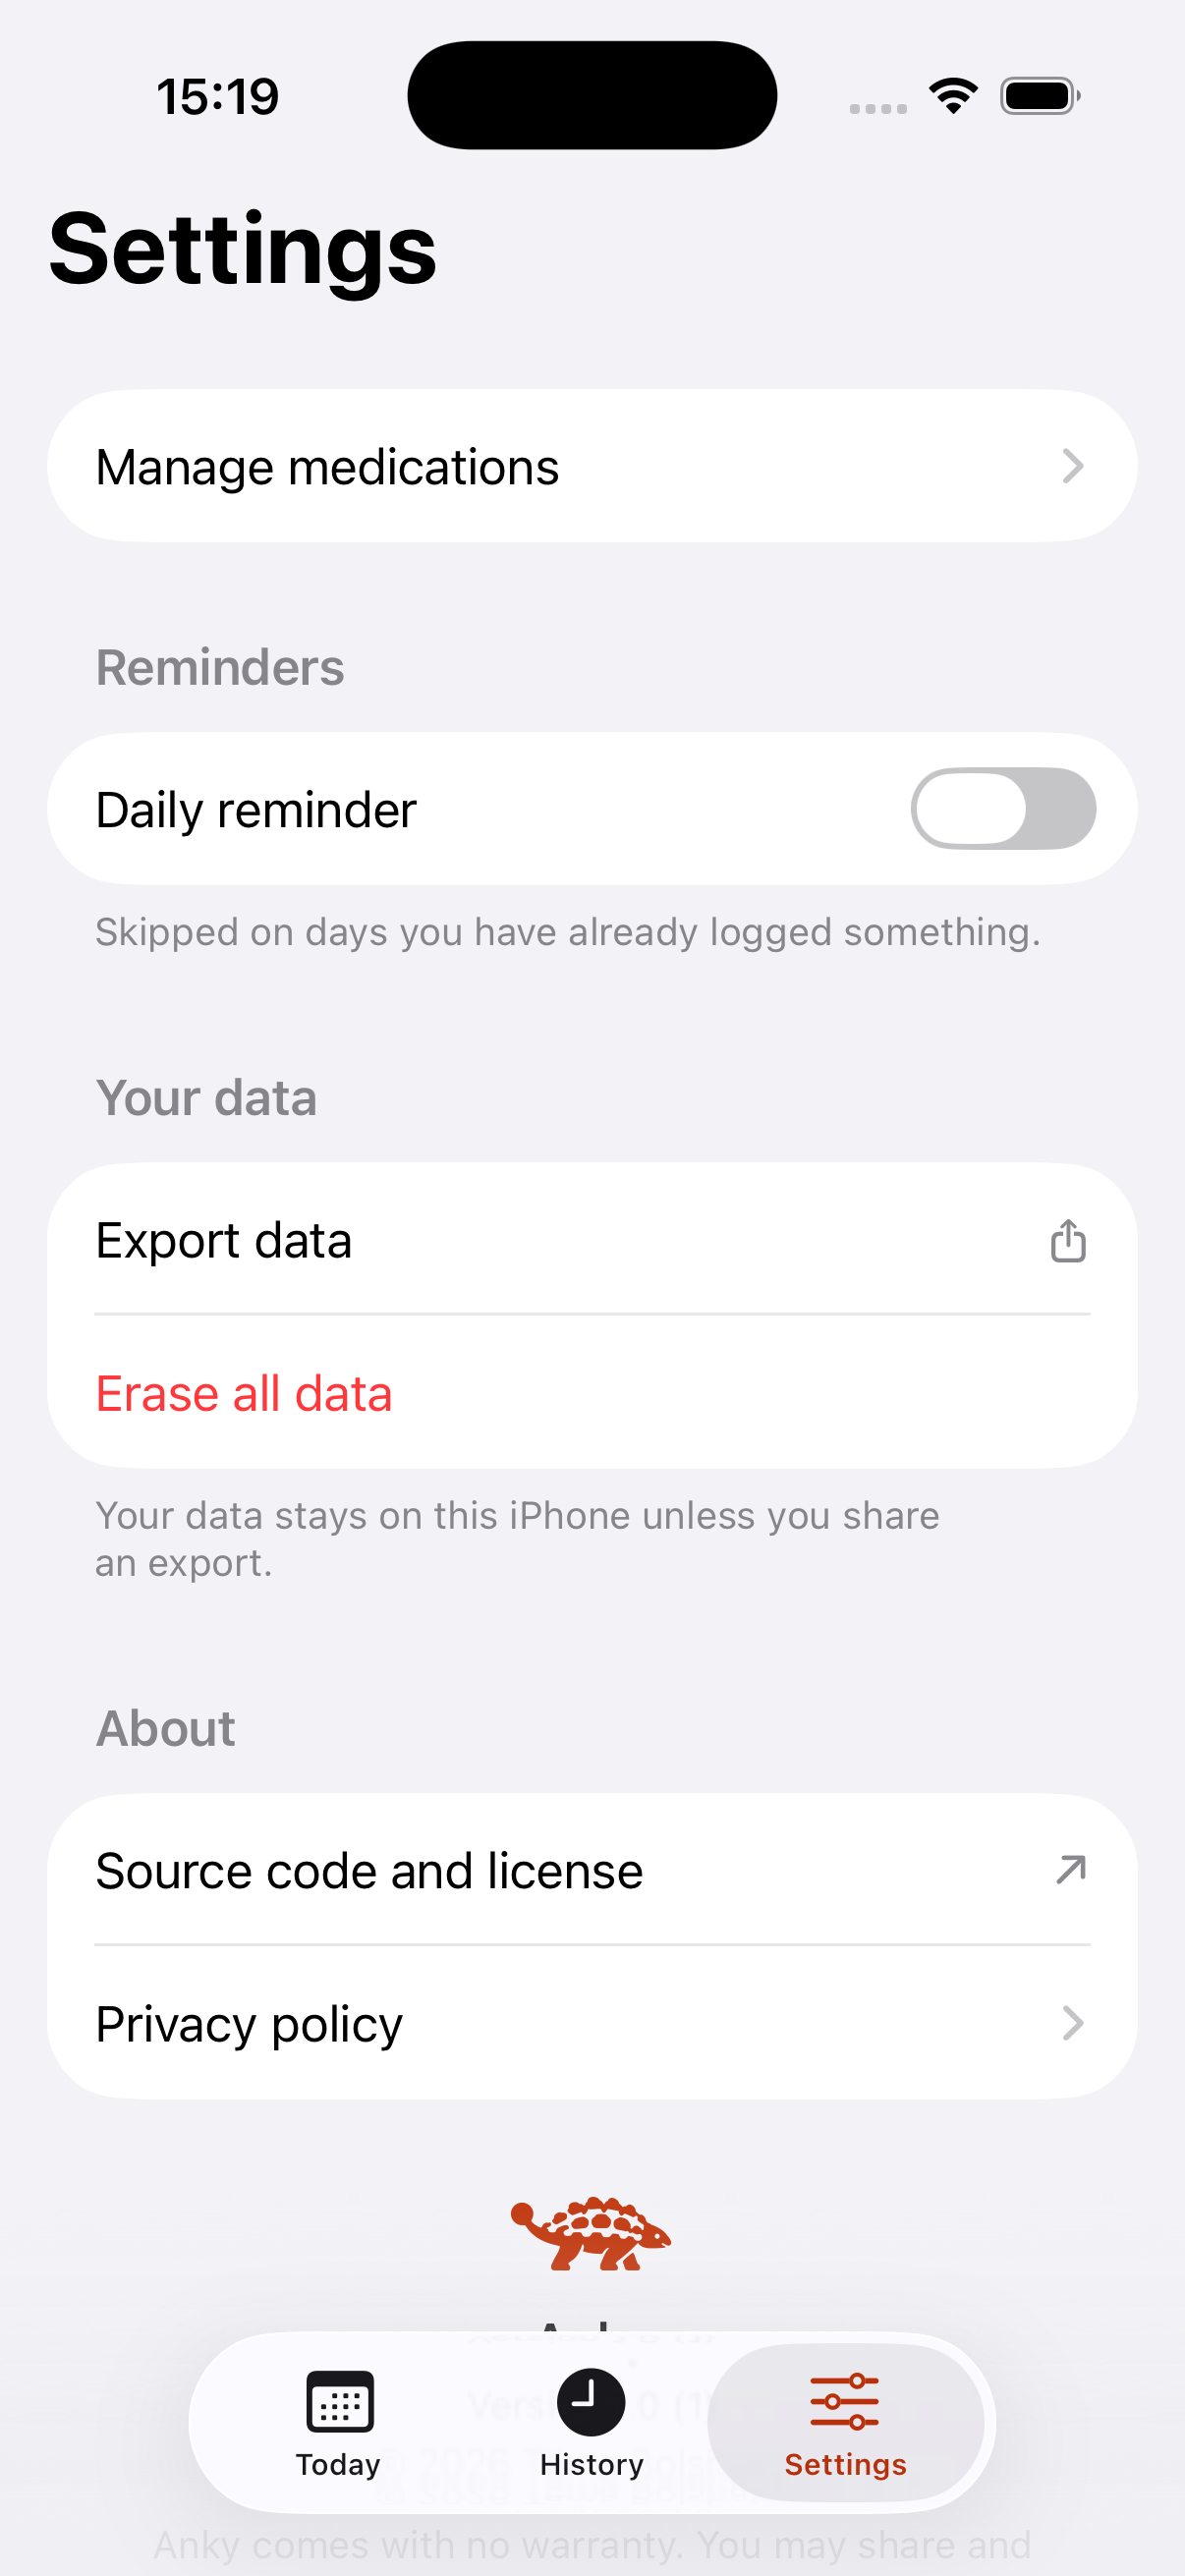 15:19
Settings
Manage medications
Reminders
Daily reminder
Skipped on days you have already logged something.
Your data
Export data
Erase all data
Your data stays on this iPhone unless you share
an export.
About
Source code and license
Privacy policy
Today
History
Settings
Anky comes with no warranty. You may share and